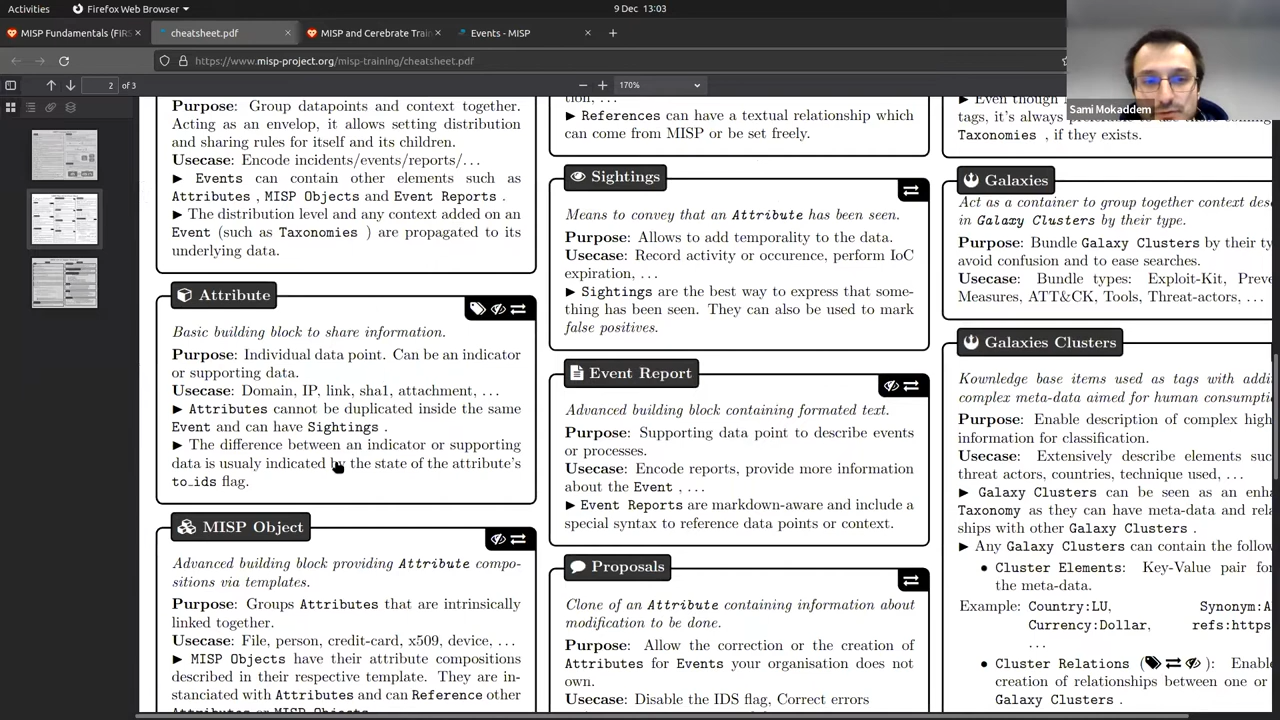 Activities
Firefox Web Browser
9 Dec 13:03
MISP Fundamentals (FIRS
cheatsheet.pdf
MISP and Cerebrate Train
Events - MISP
https://www.misp-project.org/misp-training/cheatsheet.pdf
2
of 3
170%
Sami Mokaddem
Purpose: Group datapoints and context together.
Acting as an envelop, it allows setting distribution
and sharing rules for itself and its children.
Usecase: Encode incidents/events/reports/...
▶ Events can contain other elements such as
Attributes , MISP Objects and Event Reports .
▶ The distribution level and any context added on an
Event (such as Taxonomies ) are propagated to its
underlying data.
Attribute
Basic building block to share information.
Purpose: Individual data point. Can be an indicator
or supporting data.
Usecase: Domain, IP, link, sha1, attachment, ...
▶ Attributes cannot be duplicated inside the same
Event and can have Sightings .
▶ The difference between an indicator or supporting
data is usualy indicated by the state of the attribute's
to_ids flag.
MISP Object
Advanced building block providing Attribute compo-
sitions via templates.
Purpose: Groups Attributes that are intrinsically
linked together.
Usecase: File, person, credit-card, x509, device, ...
▶ MISP Objects have their attribute compositions
described in their respective template. They are in-
stanciated with Attributes and can Reference other
Attributes or MISP Objects.
tion, ...
▶ References can have a textual relationship which
can come from MISP or be set freely.
Sightings
Means to convey that an Attribute has been seen.
Purpose: Allows to add temporality to the data.
Usecase: Record activity or occurence, perform IoC
expiration, ...
▶ Sightings are the best way to express that some-
thing has been seen. They can also be used to mark
false positives.
Event Report
Advanced building block containing formated text.
Purpose: Supporting data point to describe events
or processes.
Usecase: Encode reports, provide more information
about the Event , ...
▶ Event Reports are markdown-aware and include a
special syntax to reference data points or context.
Proposals
Clone of an Attribute containing information about
modification to be done.
Purpose: Allow the correction or the creation of
Attributes for Events your organisation does not
own.
Usecase: Disable the IDS flag, Correct errors
▶ Even though
tags, it's always
Taxonomies , if they exists.
Galaxies
Act as a container to group together context des
in Galaxy Clusters by their type.
Purpose: Bundle Galaxy Clusters by their ty
avoid confusion and to ease searches.
Usecase: Bundle types: Exploit-Kit, Preve
Measures, ATT&CK, Tools, Threat-actors, ...
Galaxies Clusters
Kownledge base items used as tags with addi
complex meta-data aimed for human consumpti
Purpose: Enable description of complex high
information for classification.
Usecase: Extensively describe elements suc
threat actors, countries, technique used, ...
▶ Galaxy Clusters can be seen as an enha
Taxonomy as they can have meta-data and rela
ships with other Galaxy Clusters .
▶ Any Galaxy Clusters can contain the follow
• Cluster Elements: Key-Value pair for
the meta-data.
Example: Country:LU, Synonym:A
Currency:Dollar, refs:https
...
• Cluster Relations ( ): Enable
creation of relationships between one or
Galaxy Clusters .